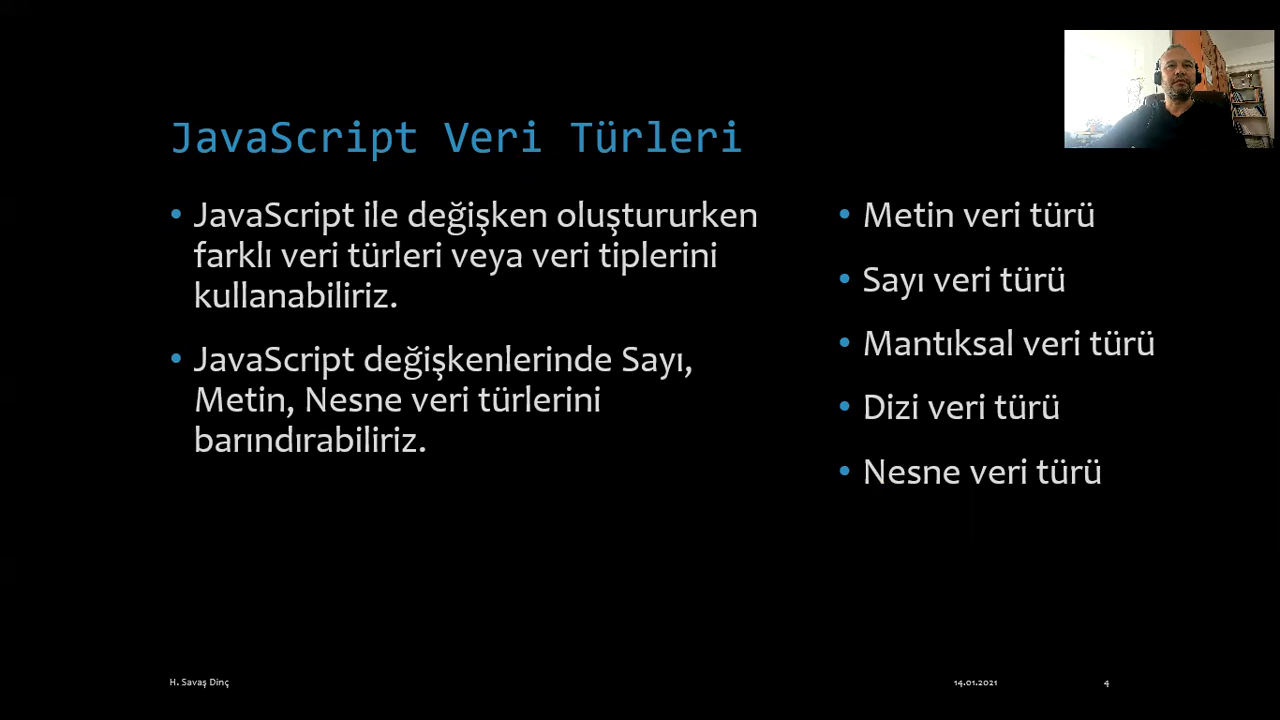 JavaScript Veri Türleri
JavaScript ile değişken oluştururken
farklı veri türleri veya veri tiplerini
kullanabiliriz.
JavaScript değişkenlerinde Sayı,
Metin, Nesne veri türlerini
barındırabiliriz.
Metin veri türü
Sayı veri türü
Mantıksal veri türü
Dizi veri türü
Nesne veri türü
H. Savaş Dinç
14.01.2021
4